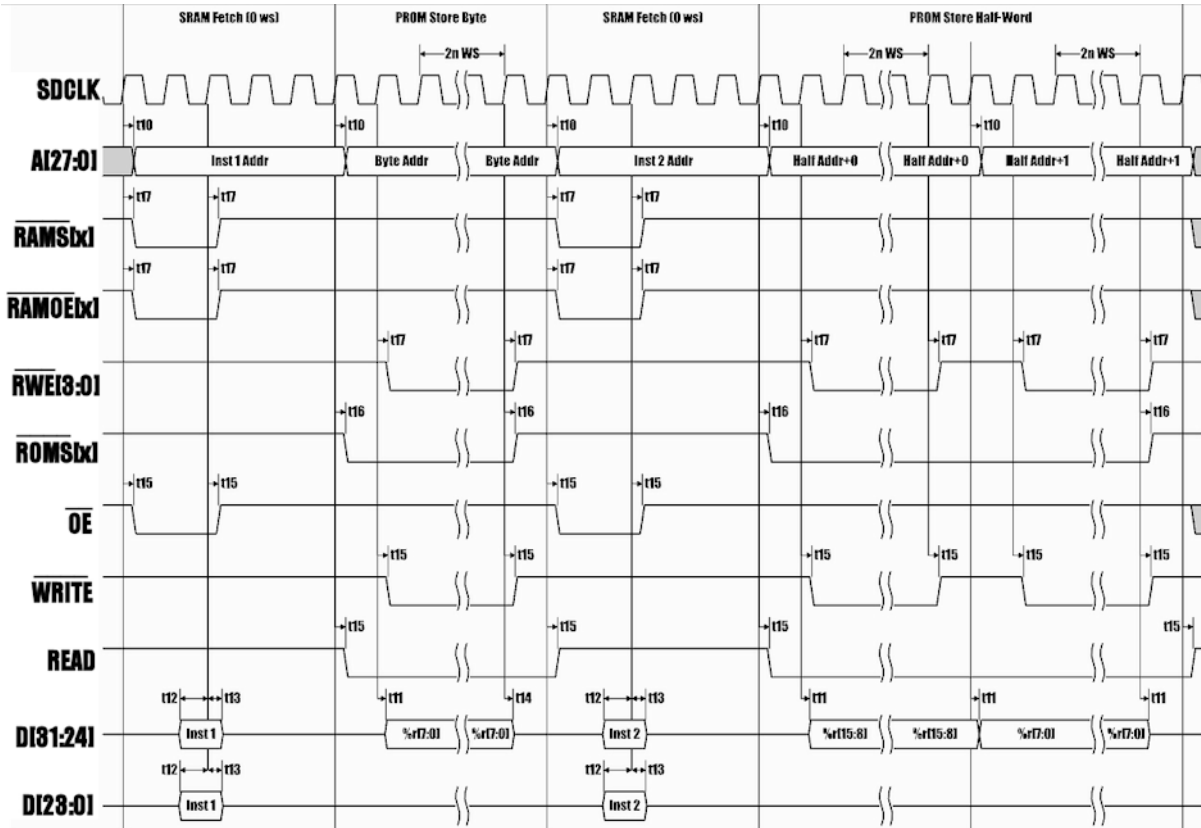 SRAM Fetch (0 ws) PROM Store Byte SRAM Fetch (0 ws) PROM Store Half-Word
2n WS 2n WS 2n WS
SDCLK
t10 t10 t10 t10 t10
A[27:0] Inst 1 Addr Byte Addr Byte Addr Inst 2 Addr Half Addr+0 Half Addr+0 Half Addr+1 Half Addr+1
t17 t17 t17 t17
RAMS[x]
t17 t17 t17 t17
RAMOE[x]
t17 t17 t17 t17 t17 t17
RWE[3:0]
t16 t16 t16 t16
ROMS[x]
t15 t15 t15 t15
OE
t15 t15 t15 t15 t15 t15
WRITE
t15 t15 t15 t15
READ
t12 t13 t11 t14 t12 t13 t11 t11 t11
D[31:24] Inst 1 %r[7:0] %r[7:0] Inst 2 %r[15:8] %r[15:8] %r[7:0] %r[7:0]
t12 t13 t12 t13
D[23:0] Inst 1 Inst 2